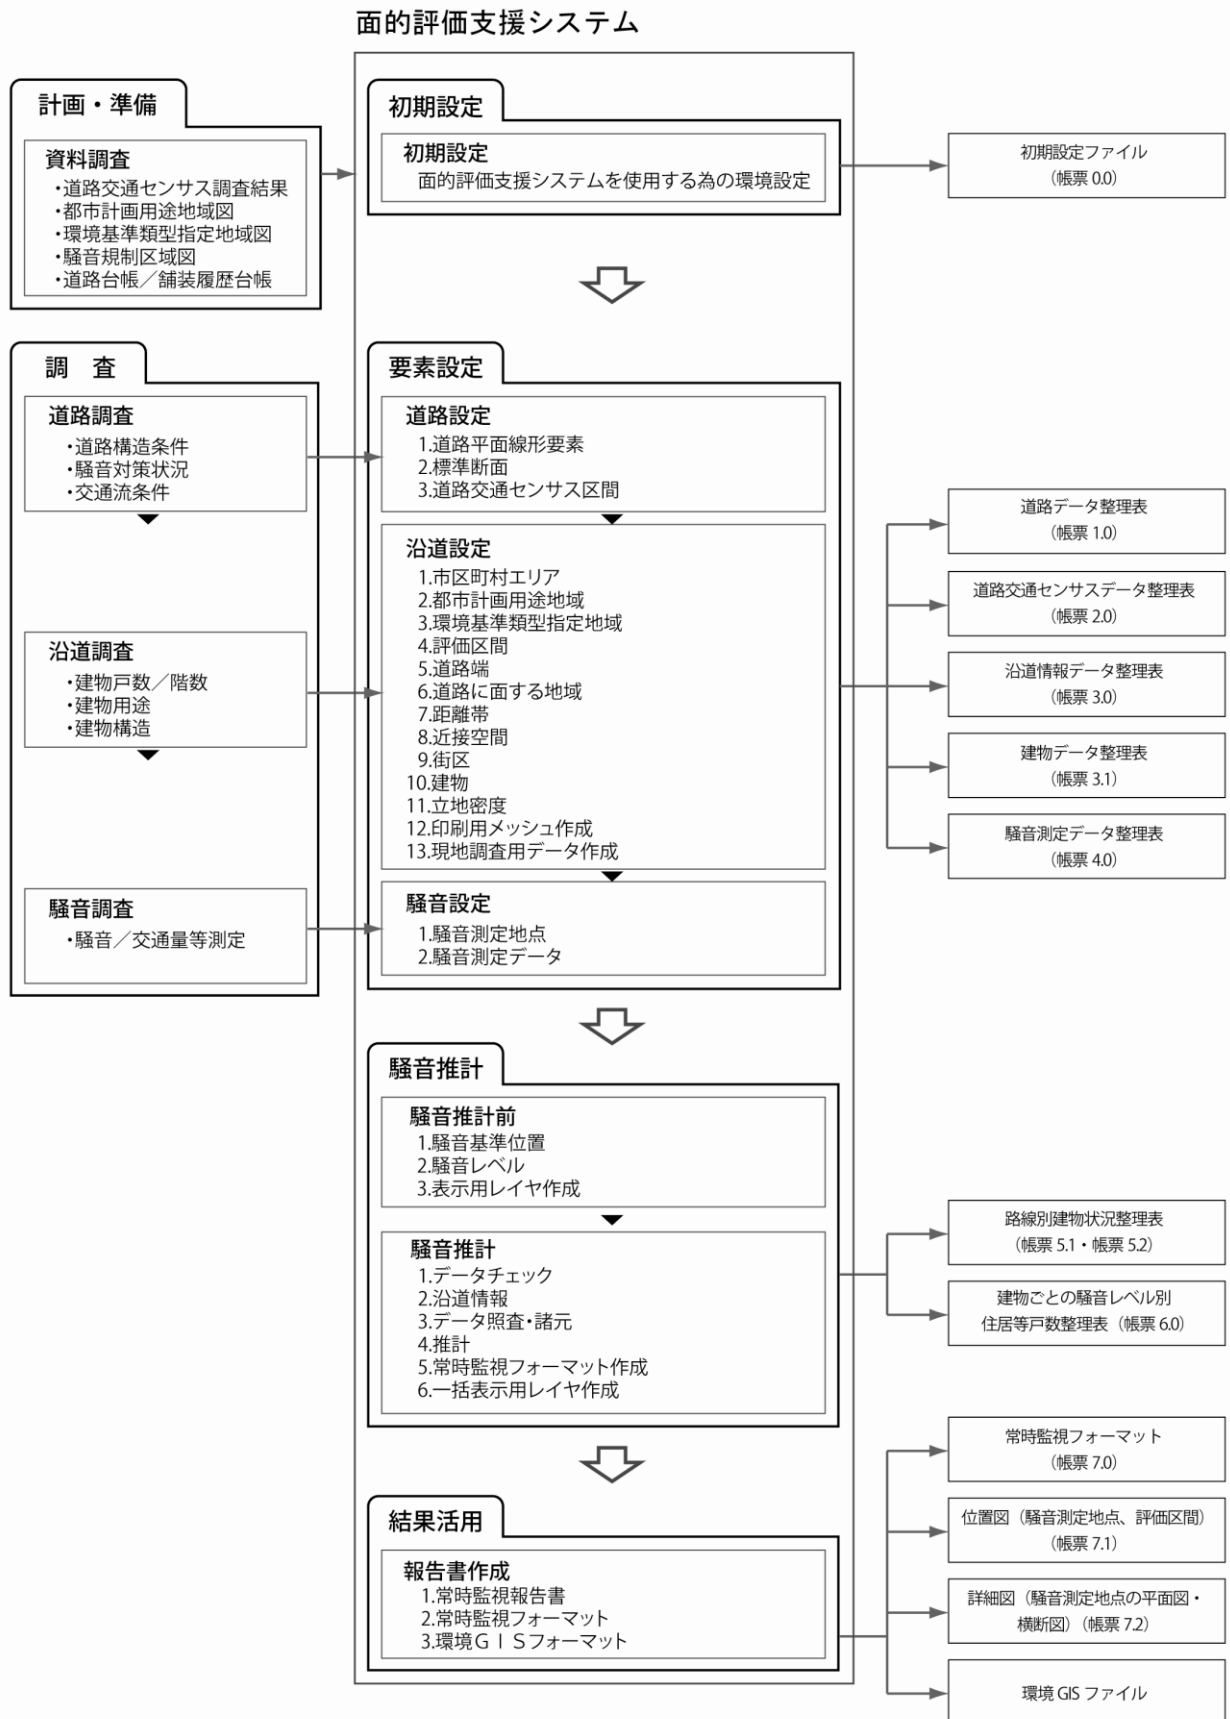 面的評価支援システム
計画・準備
資料調査
・道路交通センサス調査結果
・都市計画用途地域図
・環境基準類型指定地域図
・騒音規制区域図
・道路台帳／舗装履歴台帳
初期設定
初期設定
面的評価支援システムを使用する為の環境設定
初期設定ファイル
（帳票 0.0）
調　査
道路調査
・道路構造条件
・騒音対策状況
・交通流条件
沿道調査
・建物戸数／階数
・建物用途
・建物構造
騒音調査
・騒音／交通量等測定
要素設定
道路設定
1.道路平面線形要素
2.標準断面
3.道路交通センサス区間
沿道設定
1.市区町村エリア
2.都市計画用途地域
3.環境基準類型指定地域
4.評価区間
5.道路端
6.道路に面する地域
7.距離帯
8.近接空間
9.街区
10.建物
11.立地密度
12.印刷用メッシュ作成
13.現地調査用データ作成
騒音設定
1.騒音測定地点
2.騒音測定データ
道路データ整理表
（帳票 1.0）
道路交通センサスデータ整理表
（帳票 2.0）
沿道情報データ整理表
（帳票 3.0）
建物データ整理表
（帳票 3.1）
騒音測定データ整理表
（帳票 4.0）
騒音推計
騒音推計前
1.騒音基準位置
2.騒音レベル
3.表示用レイヤ作成
騒音推計
1.データチェック
2.沿道情報
3.データ照査・諸元
4.推計
5.常時監視フォーマット作成
6.一括表示用レイヤ作成
路線別建物状況整理表
（帳票 5.1・帳票 5.2）
建物ごとの騒音レベル別
住居等戸数整理表（帳票 6.0）
結果活用
報告書作成
1.常時監視報告書
2.常時監視フォーマット
3.環境ＧＩＳフォーマット
常時監視フォーマット
（帳票 7.0）
位置図（騒音測定地点、評価区間）
（帳票 7.1）
詳細図（騒音測定地点の平面図・
横断図）（帳票 7.2）
環境 GIS ファイル